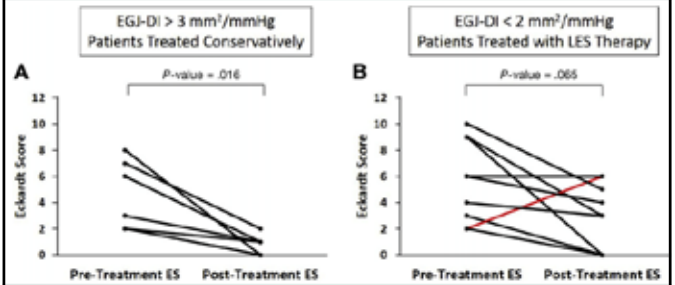 EGJ-DI > 3 mm²/mmHg
Patients Treated Conservatively
A
P-value = .016
12
10
8
6
4
2
0
Eckardt Score
Pre-Treatment ES
Post-Treatment ES
EGJ-DI < 2 mm²/mmHg
Patients Treated with LES Therapy
B
P-value = .065
12
10
8
6
4
2
0
Eckardt Score
Pre-Treatment ES
Post-Treatment ES